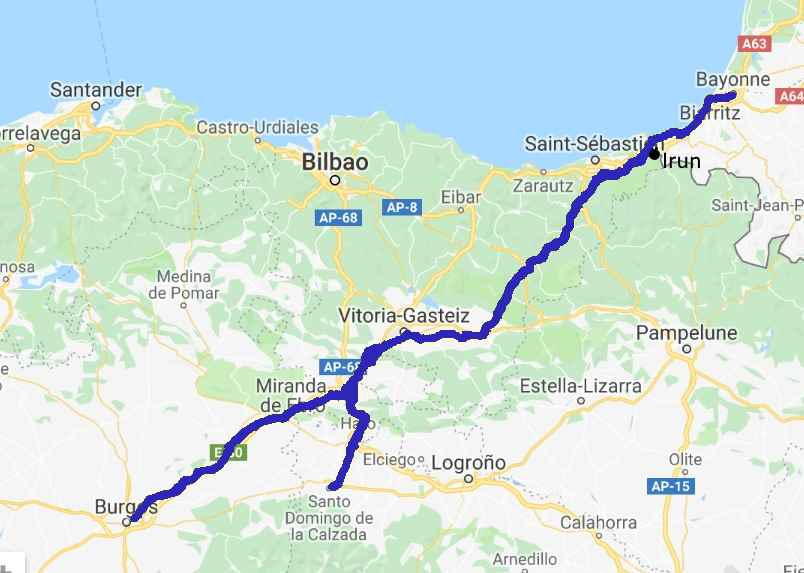 A63
Bayonne
A64
Santander
Biarritz
Castro-Urdiales
orrelavega
Saint-Sébastien
Bilbao
Irun
Zarautz
Eibar
AP-8
Saint-Jean-P
AP-68
nosa
Medina
de Pomar
Vitoria-Gasteiz
Pampelune
AP-68
Miranda
de Ebro
Estella-Lizarra
Haro
E80
Elciego
Logroño
Olite
AP-15
Santo
Domingo de
la Calzada
Burgos
Calahorra
Arnedillo